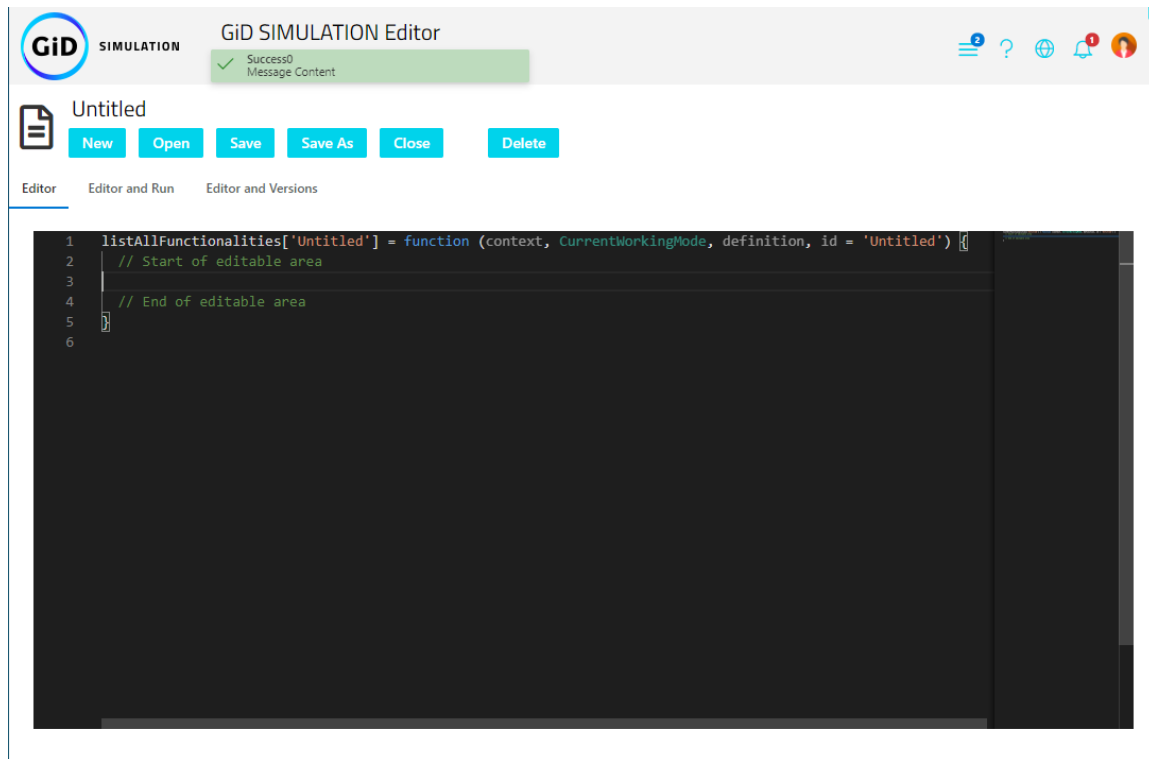 GiD SIMULATION
GiD SIMULATION Editor
Success0
Message Content
2
?
1
Untitled
New Open Save Save As Close Delete
Editor Editor and Run Editor and Versions
1 listAllFunctionalities['Untitled'] = function (context, CurrentWorkingMode, definition, id = 'Untitled') {
2 // Start of editable area
3
4 // End of editable area
5 }
6